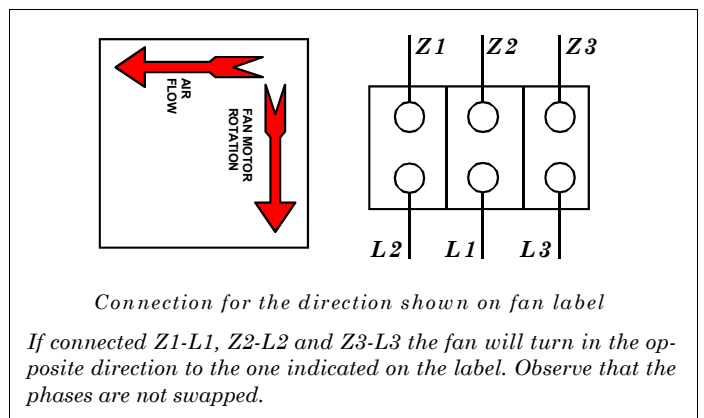 Z1 Z2 Z3
AIR
FLOW
FAN MOTOR
ROTATION
L2 L1 L3
Connection for the direction shown on fan label
If connected Z1-L1, Z2-L2 and Z3-L3 the fan will turn in the op-
posite direction to the one indicated on the label. Observe that the
phases are not swapped.